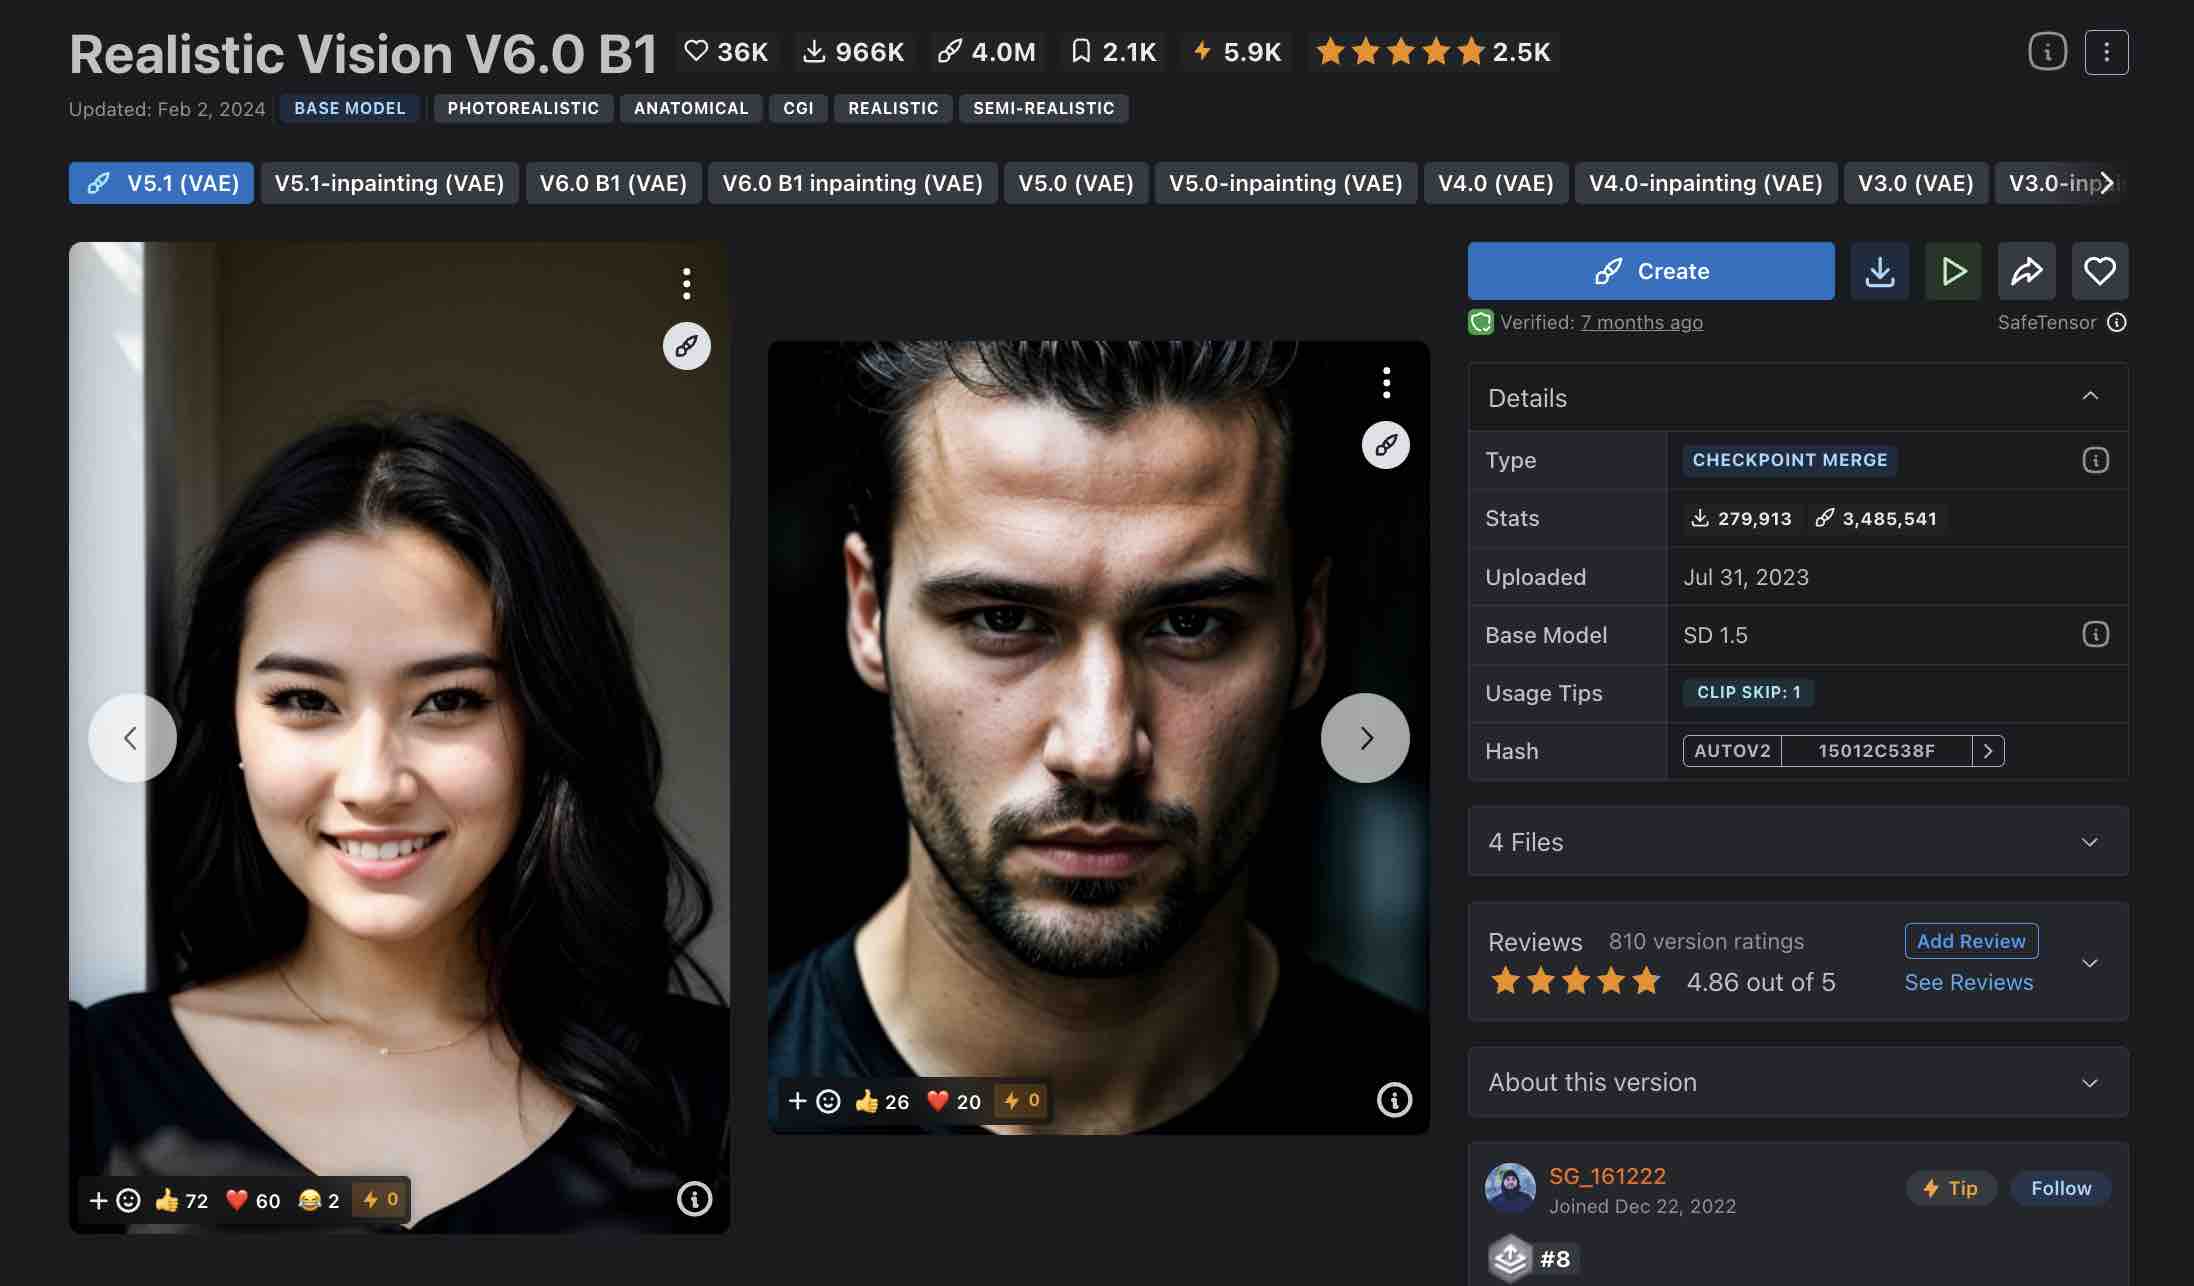 Realistic Vision V6.0 B1 36K 966K 4.0M 2.1K 5.9K 2.5K
Updated: Feb 2, 2024 BASE MODEL PHOTOREALISTIC ANATOMICAL CGI REALISTIC SEMI-REALISTIC
V5.1 (VAE) V5.1-inpainting (VAE) V6.0 B1 (VAE) V6.0 B1 inpainting (VAE) V5.0 (VAE) V5.0-inpainting (VAE) V4.0 (VAE) V4.0-inpainting (VAE) V3.0 (VAE) V3.0-inpai
Create
Verified: 7 months ago SafeTensor
Details
Type CHECKPOINT MERGE
Stats 279,913 3,485,541
Uploaded Jul 31, 2023
Base Model SD 1.5
Usage Tips CLIP SKIP: 1
Hash AUTOV2 15012C538F
4 Files
Reviews 810 version ratings Add Review
4.86 out of 5 See Reviews
About this version
SG_161222 Tip Follow
Joined Dec 22, 2022
#8
+ 👍 26 ❤️ 20 0
+ 👍 72 ❤️ 60 😂 2 0